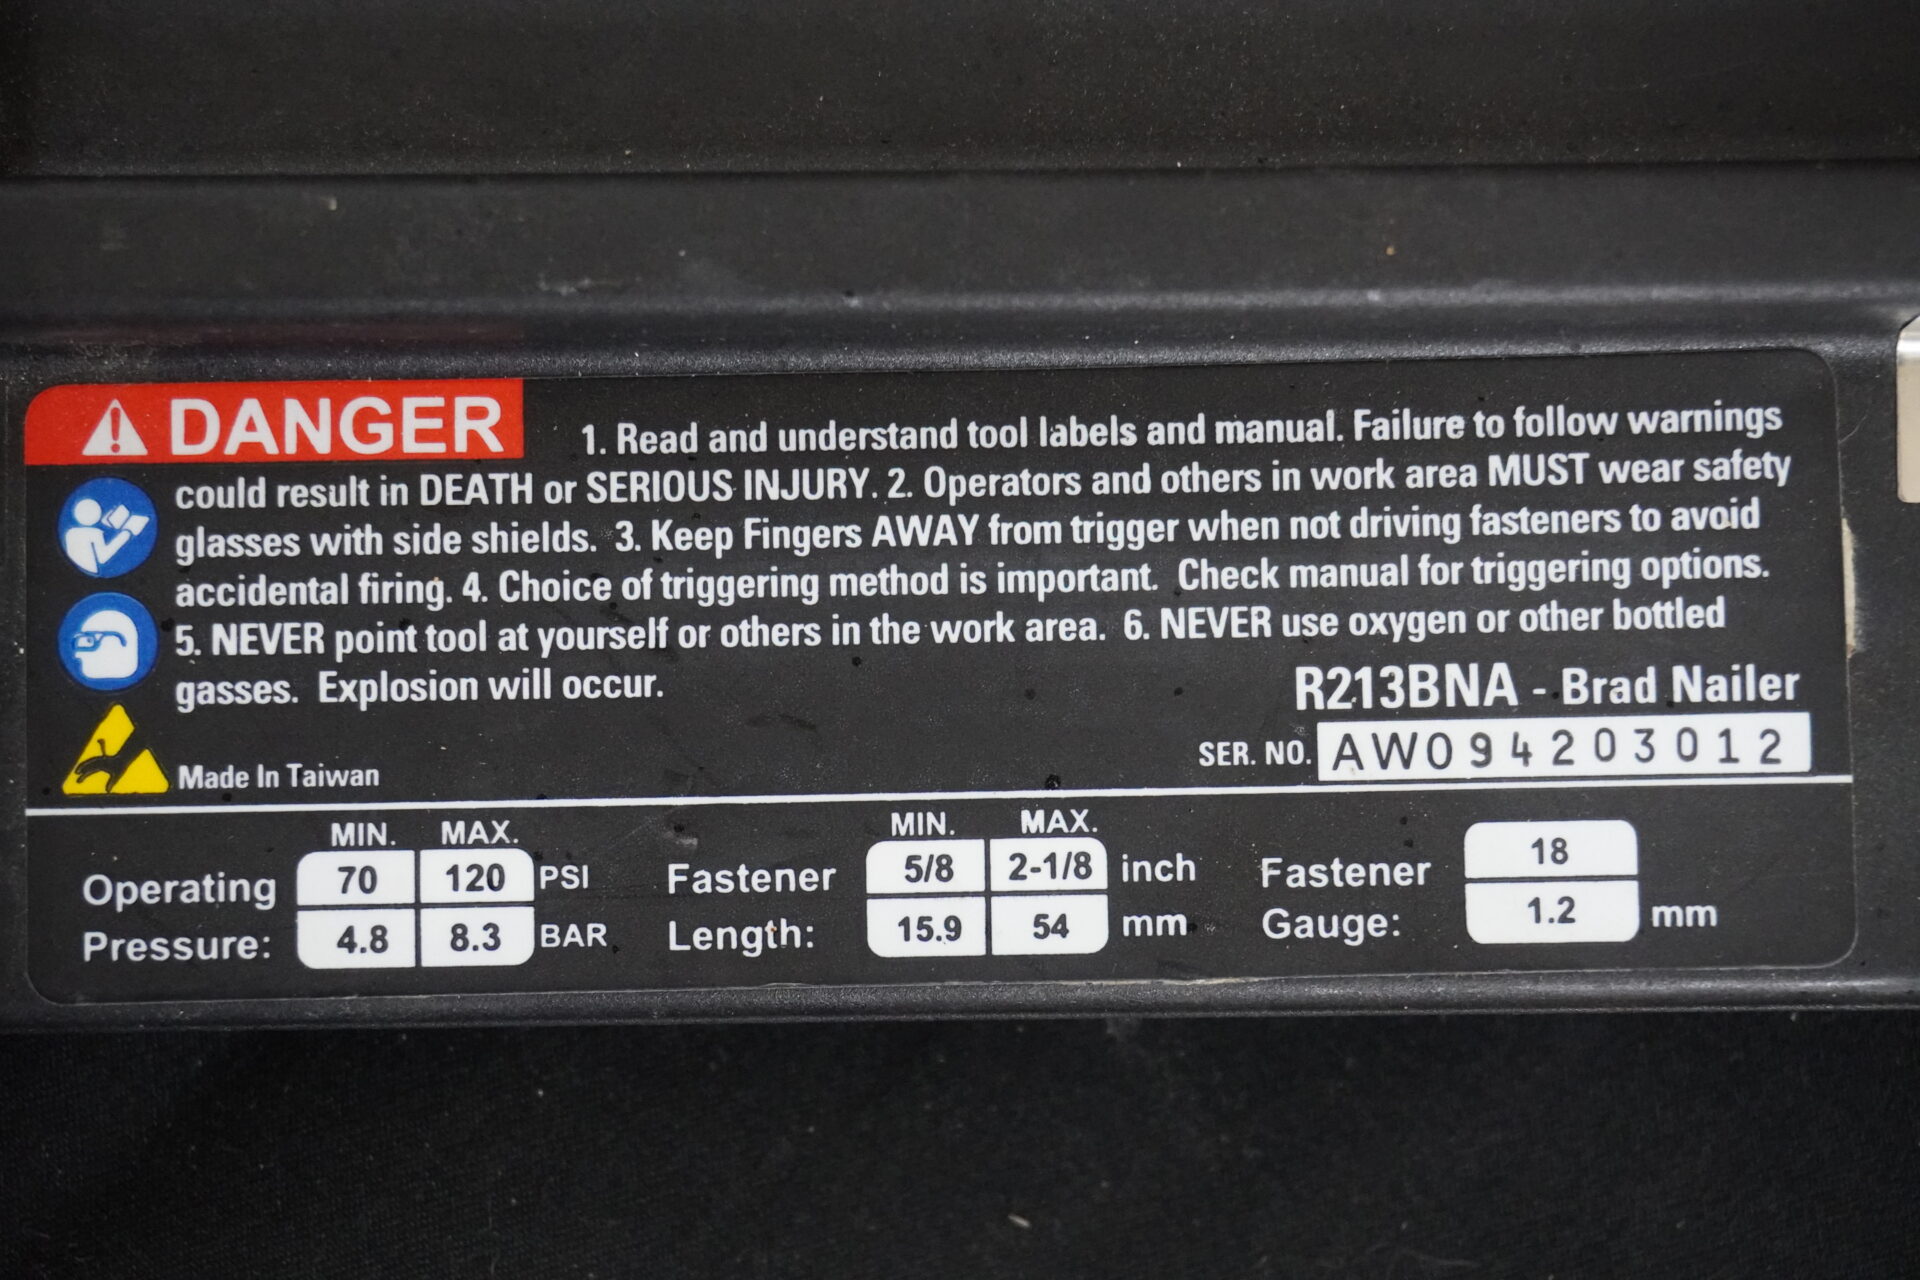 DANGER 1. Read and understand tool labels and manual. Failure to follow warnings
could result in DEATH or SERIOUS INJURY. 2. Operators and others in work area MUST wear safety
glasses with side shields. 3. Keep Fingers AWAY from trigger when not driving fasteners to avoid
accidental firing. 4. Choice of triggering method is important. Check manual for triggering options.
5. NEVER point tool at yourself or others in the work area. 6. NEVER use oxygen or other bottled
gasses. Explosion will occur.
R213BNA - Brad Nailer
SER. NO. AW094203012
Made In Taiwan
MIN. MAX. MIN. MAX.
Operating 70 120 PSI Fastener 5/8 2-1/8 inch Fastener 18
Pressure: 4.8 8.3 BAR Length: 15.9 54 mm Gauge: 1.2 mm